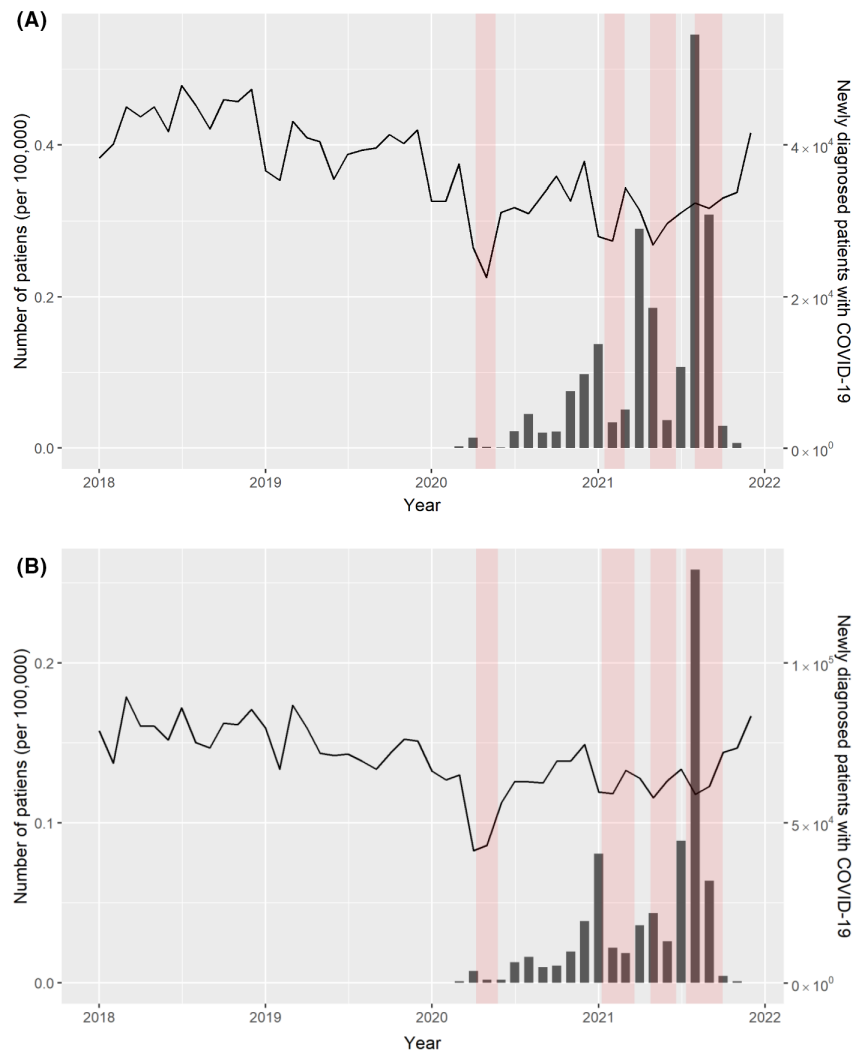 (A)
Number of patiens (per 100,000)
0.4
0.2
0.0
4×10⁴
2×10⁴
0×10⁰
Newly diagnosed patients with COVID-19
2018 2019 2020 2021 2022
Year
(B)
Number of patiens (per 100,000)
0.2
0.1
0.0
1×10⁵
5×10⁴
0×10⁰
Newly diagnosed patients with COVID-19
2018 2019 2020 2021 2022
Year